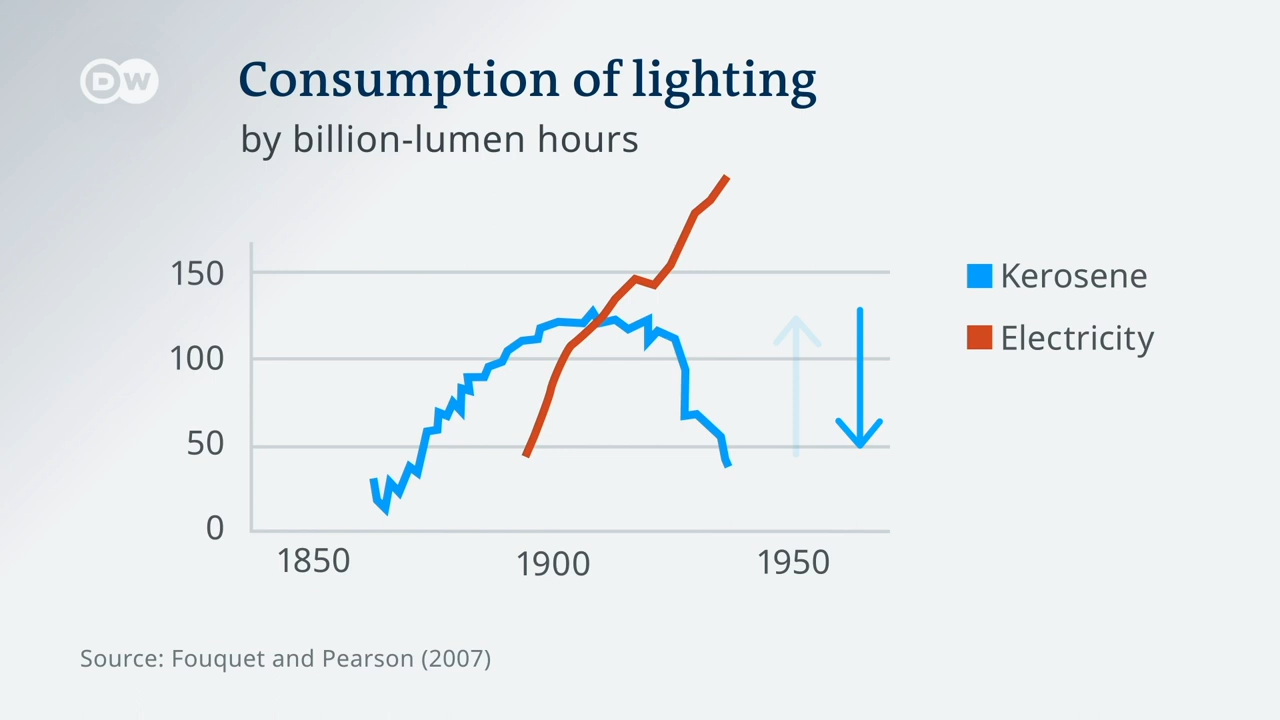 DW
Consumption of lighting
by billion-lumen hours
150
100
50
0
1850
1900
1950
Kerosene
Electricity
Source: Fouquet and Pearson (2007)